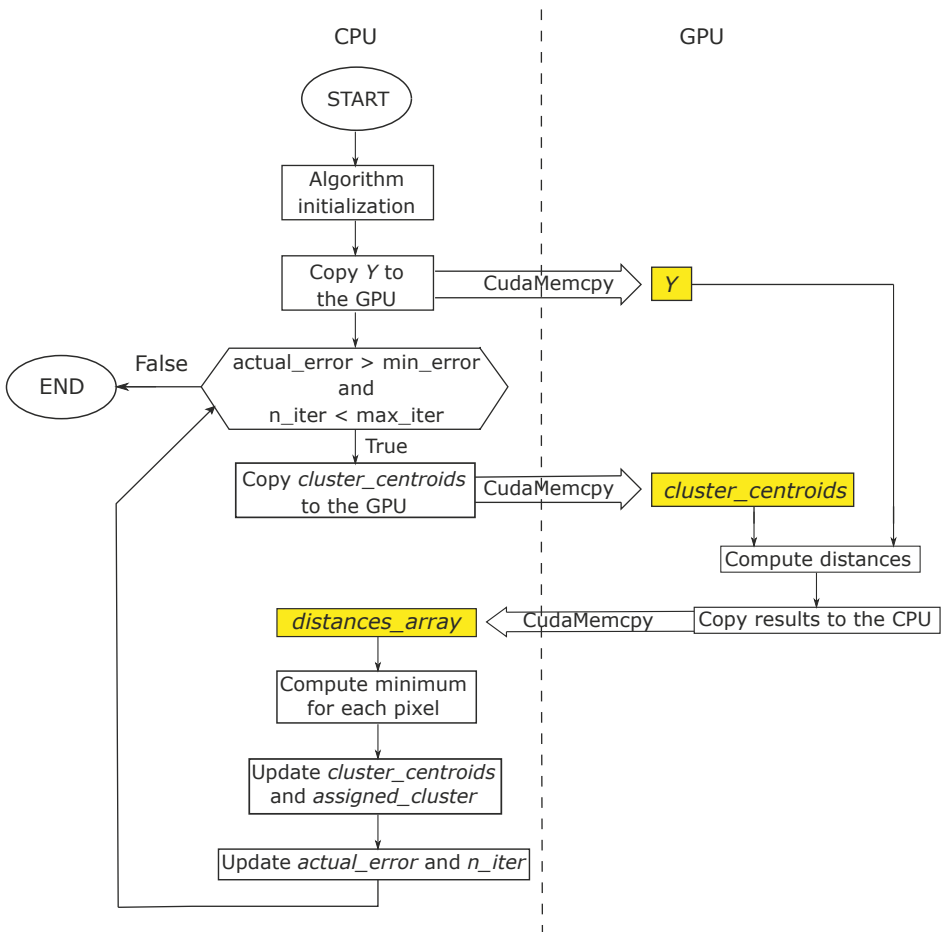 CPU
GPU
START
Algorithm
initialization
Copy Y to
the GPU
CudaMemcpy
Y
False
END
actual_error > min_error
and
n_iter < max_iter
True
Copy cluster_centroids
to the GPU
CudaMemcpy
cluster_centroids
Compute distances
Copy results to the CPU
CudaMemcpy
distances_array
Compute minimum
for each pixel
Update cluster_centroids
and assigned_cluster
Update actual_error and n_iter